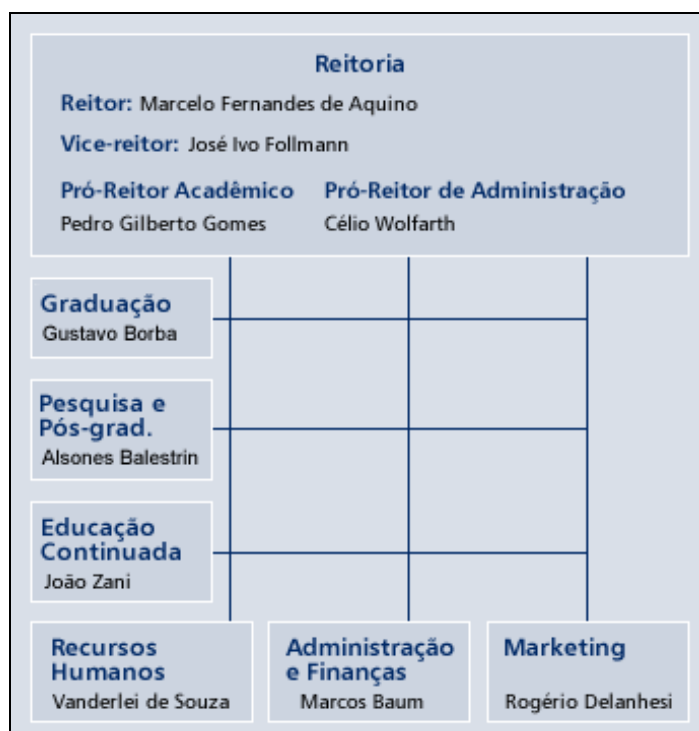 Reitoria
Reitor: Marcelo Fernandes de Aquino
Vice-reitor: José Ivo Follmann
Pró-Reitor Acadêmico
Pedro Gilberto Gomes
Pró-Reitor de Administração
Célio Wolfarth
Graduação
Gustavo Borba
Pesquisa e
Pós-grad.
Alsones Balestrin
Educação
Continuada
João Zani
Recursos
Humanos
Vanderlei de Souza
Administração
e Finanças
Marcos Baum
Marketing
Rogério Delanhesi